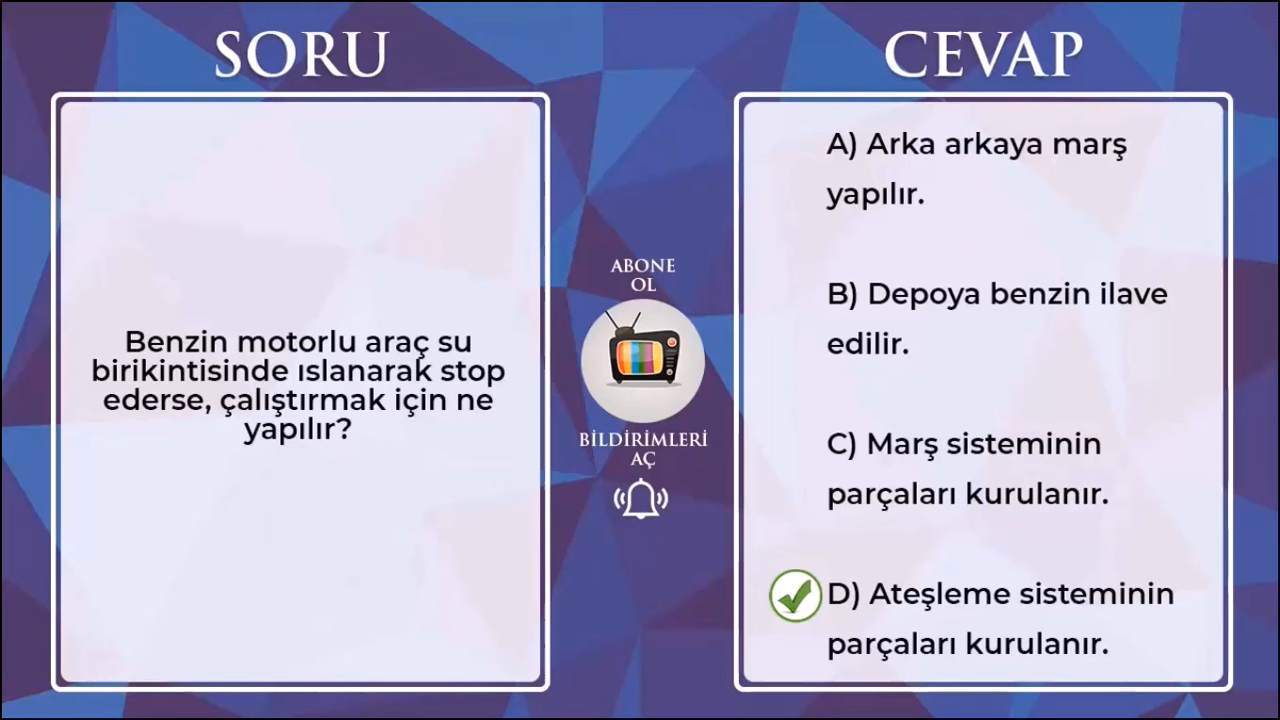 SORU
Benzin motorlu araç su
birikintisinde ıslanarak stop
ederse, çalıştırmak için ne
yapılır?
ABONE
OL
BİLDİRİMLERİ
AÇ
CEVAP
A) Arka arkaya marş
yapılır.
B) Depoya benzin ilave
edilir.
C) Marş sisteminin
parçaları kurulanır.
D) Ateşleme sisteminin
parçaları kurulanır.